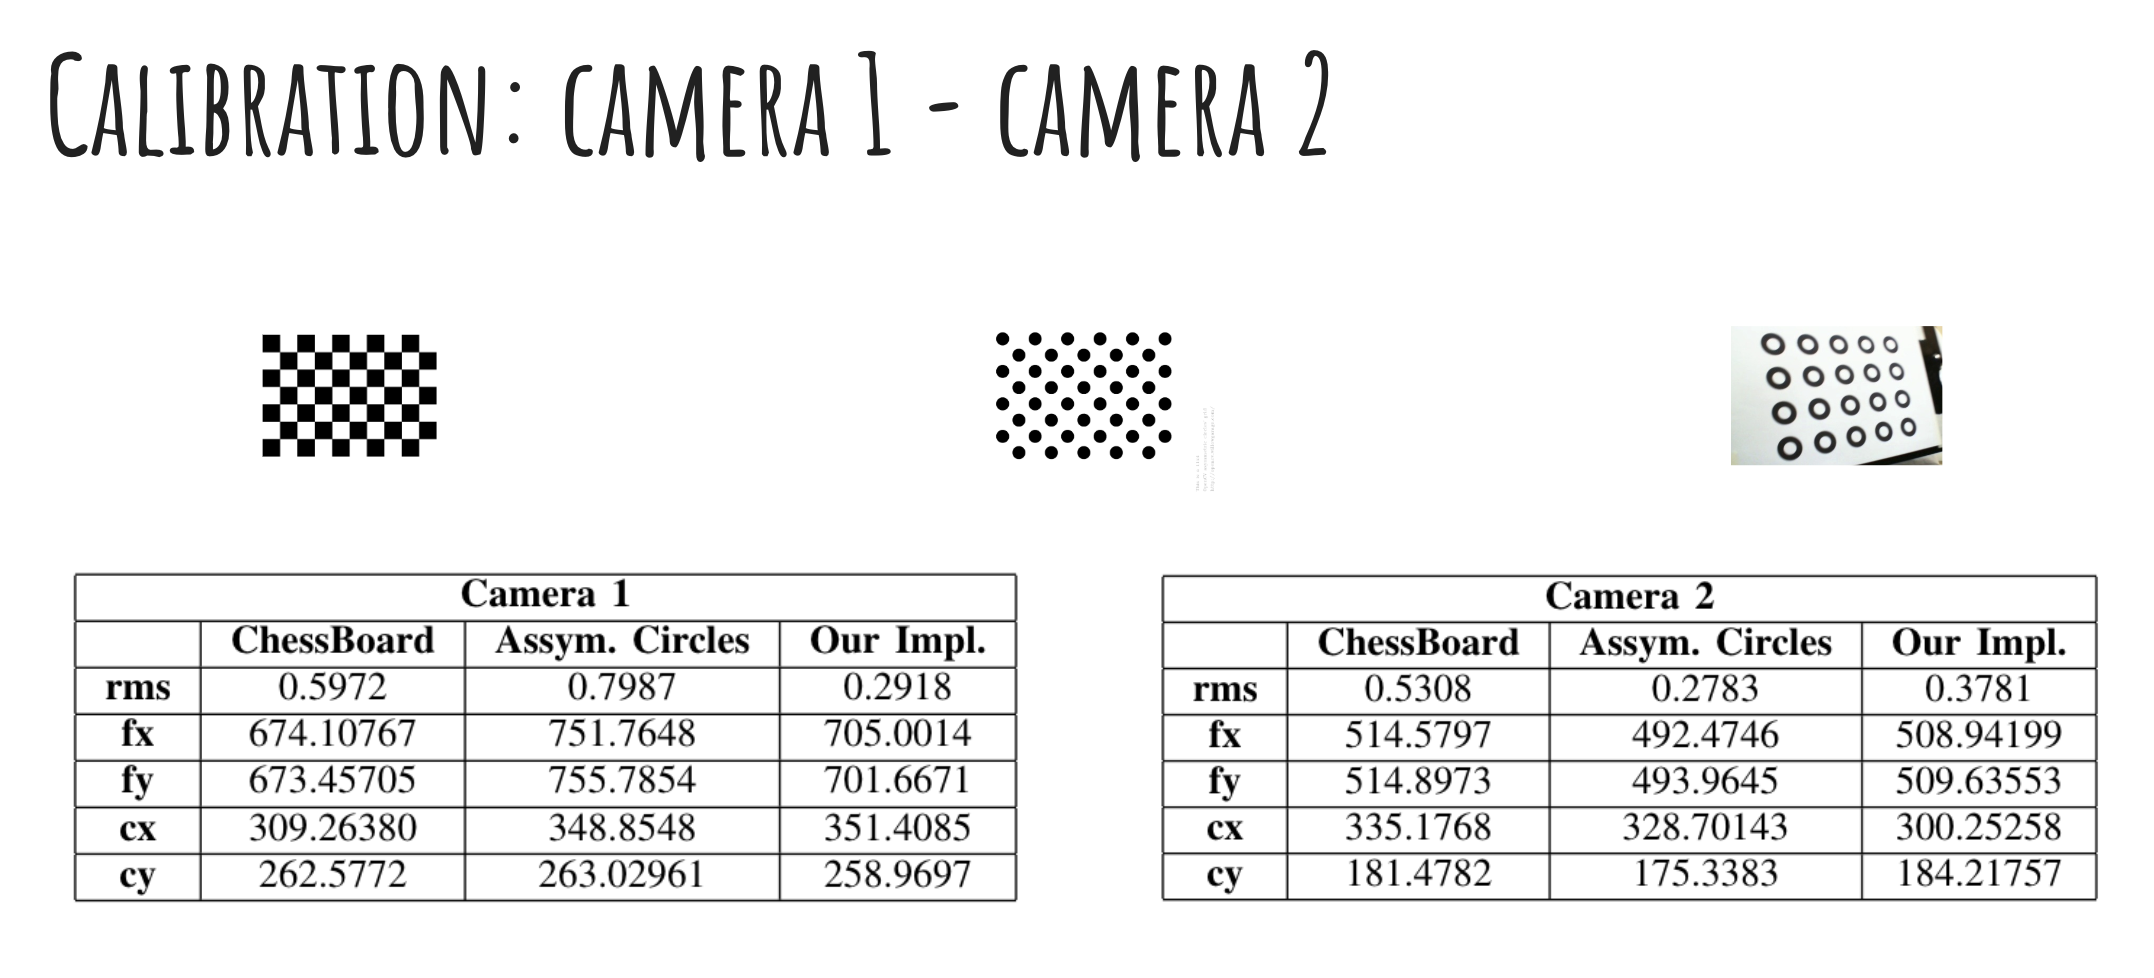 CALIBRATION: CAMERA 1 - CAMERA 2
Camera 1
ChessBoard Assym. Circles Our Impl.
rms 0.5972 0.7987 0.2918
fx 674.10767 751.7648 705.0014
fy 673.45705 755.7854 701.6671
cx 309.26380 348.8548 351.4085
cy 262.5772 263.02961 258.9697
Camera 2
ChessBoard Assym. Circles Our Impl.
rms 0.5308 0.2783 0.3781
fx 514.5797 492.4746 508.94199
fy 514.8973 493.9645 509.63553
cx 335.1768 328.70143 300.25258
cy 181.4782 175.3383 184.21757